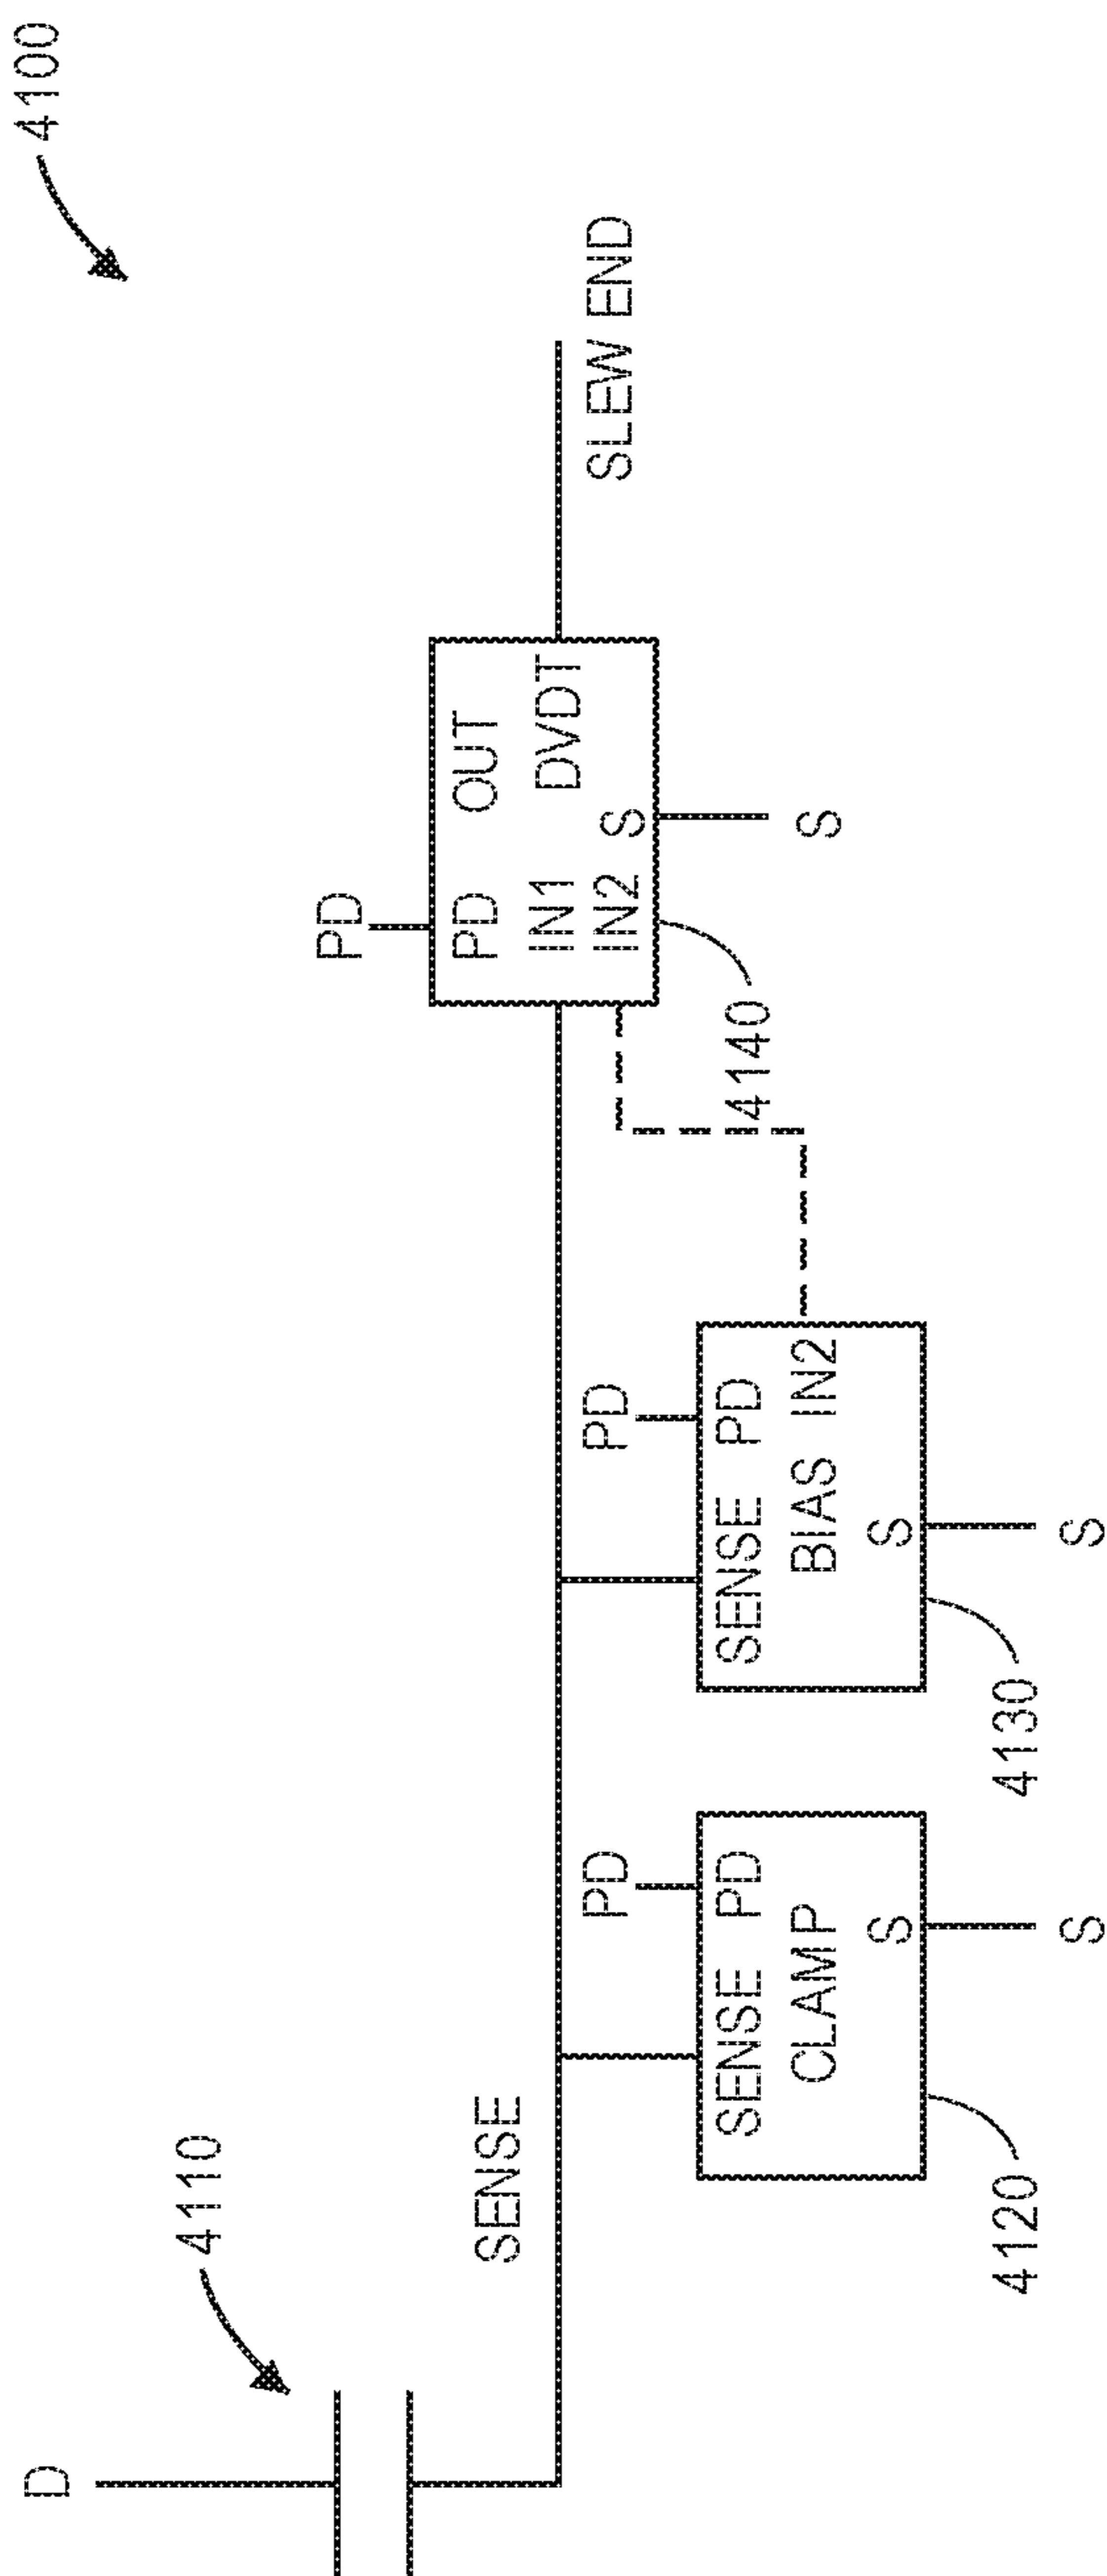 4100
D
4110
SENSE
PD
PD OUT
IN1 DVDT
IN2 S
SLEW END
S
4140
PD
SENSE PD
CLAMP
S
S
4120
PD
SENSE PD
BIAS IN2
S
S
4130